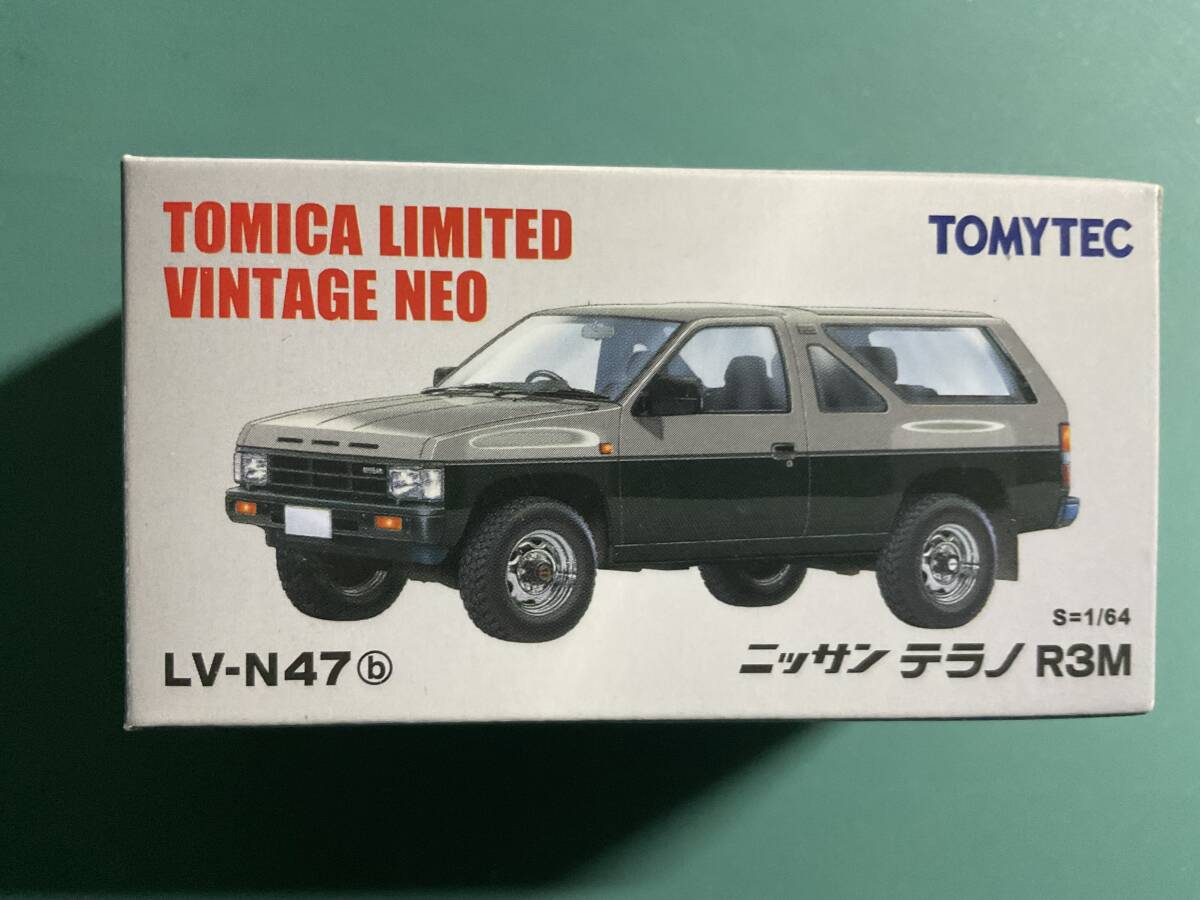 TOMICA LIMITED
VINTAGE NEO
TOMYTEC
S=1/64
LV-N47ⓑ
ニッサン テラノ R3M